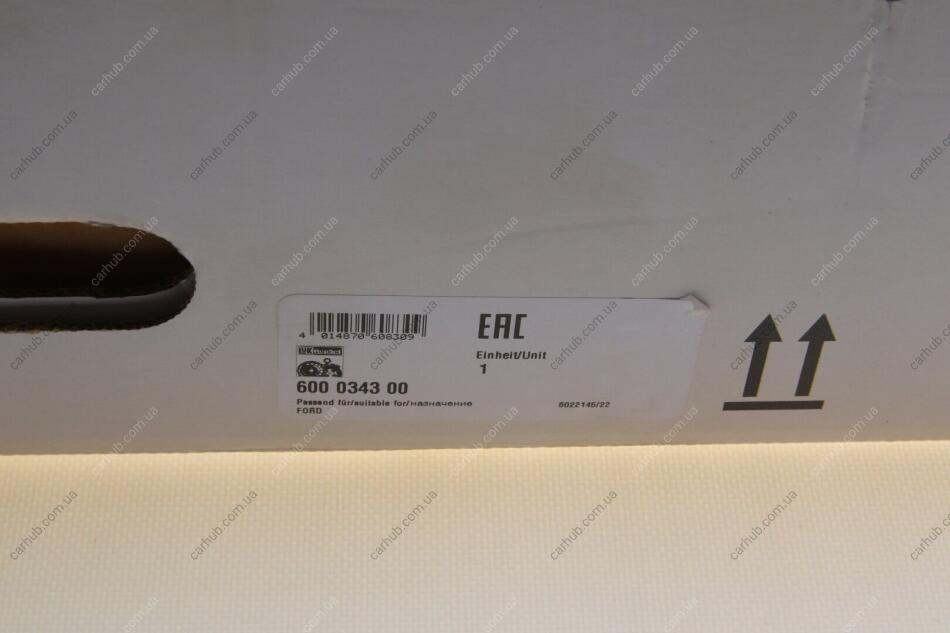 4 014870 608309
EAC
Einheit/Unit
1
LuK
600 0343 00
Passend für/suitable for/назначение
FORD
6022145/22
carhub.com.ua